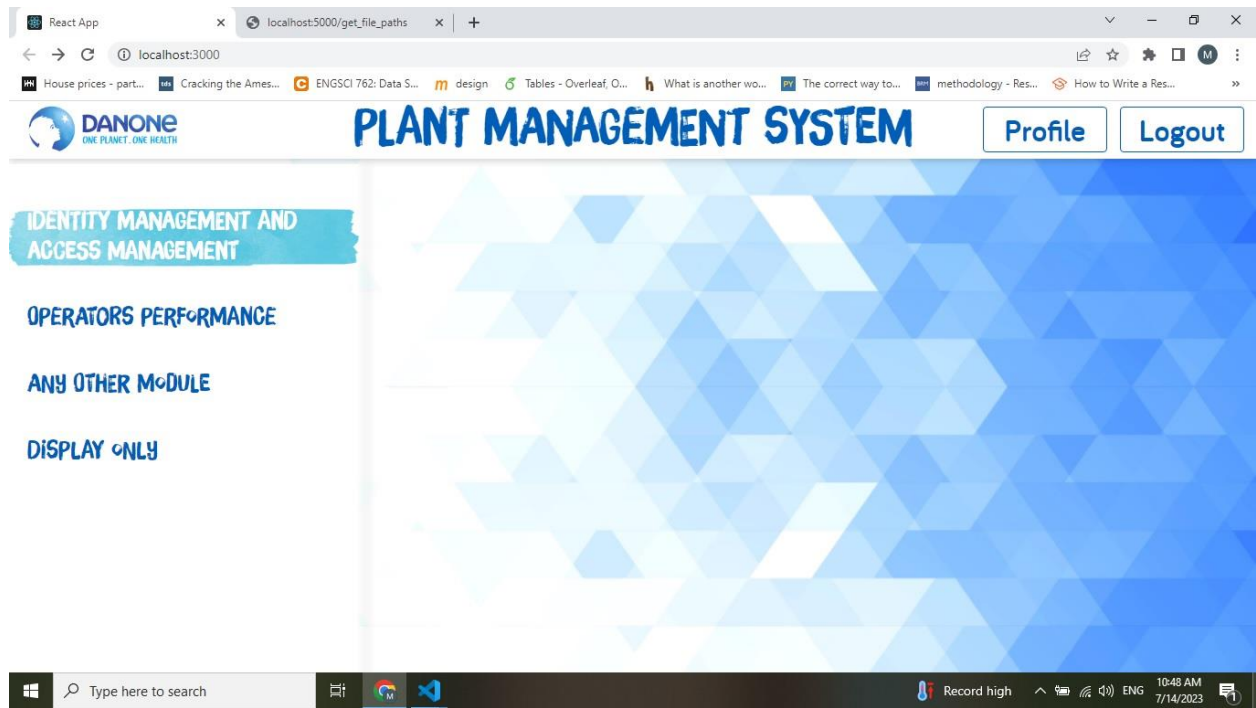 React App
localhost:5000/get_file_paths
localhost:3000
M
House prices - part...
Cracking the Ames...
ENGSCI 762: Data S...
design
Tables - Overleaf, O...
What is another wo...
The correct way to...
methodology - Res...
How to Write a Res...
DANONE
ONE PLANET. ONE HEALTH
PLANT MANAGEMENT SYSTEM
Profile
Logout
IDENTITY MANAGEMENT AND
ACCESS MANAGEMENT
OPERATORS PERFORMANCE
ANY OTHER MODULE
DISPLAY ONLY
Type here to search
Record high
ENG
10:48 AM
7/14/2023